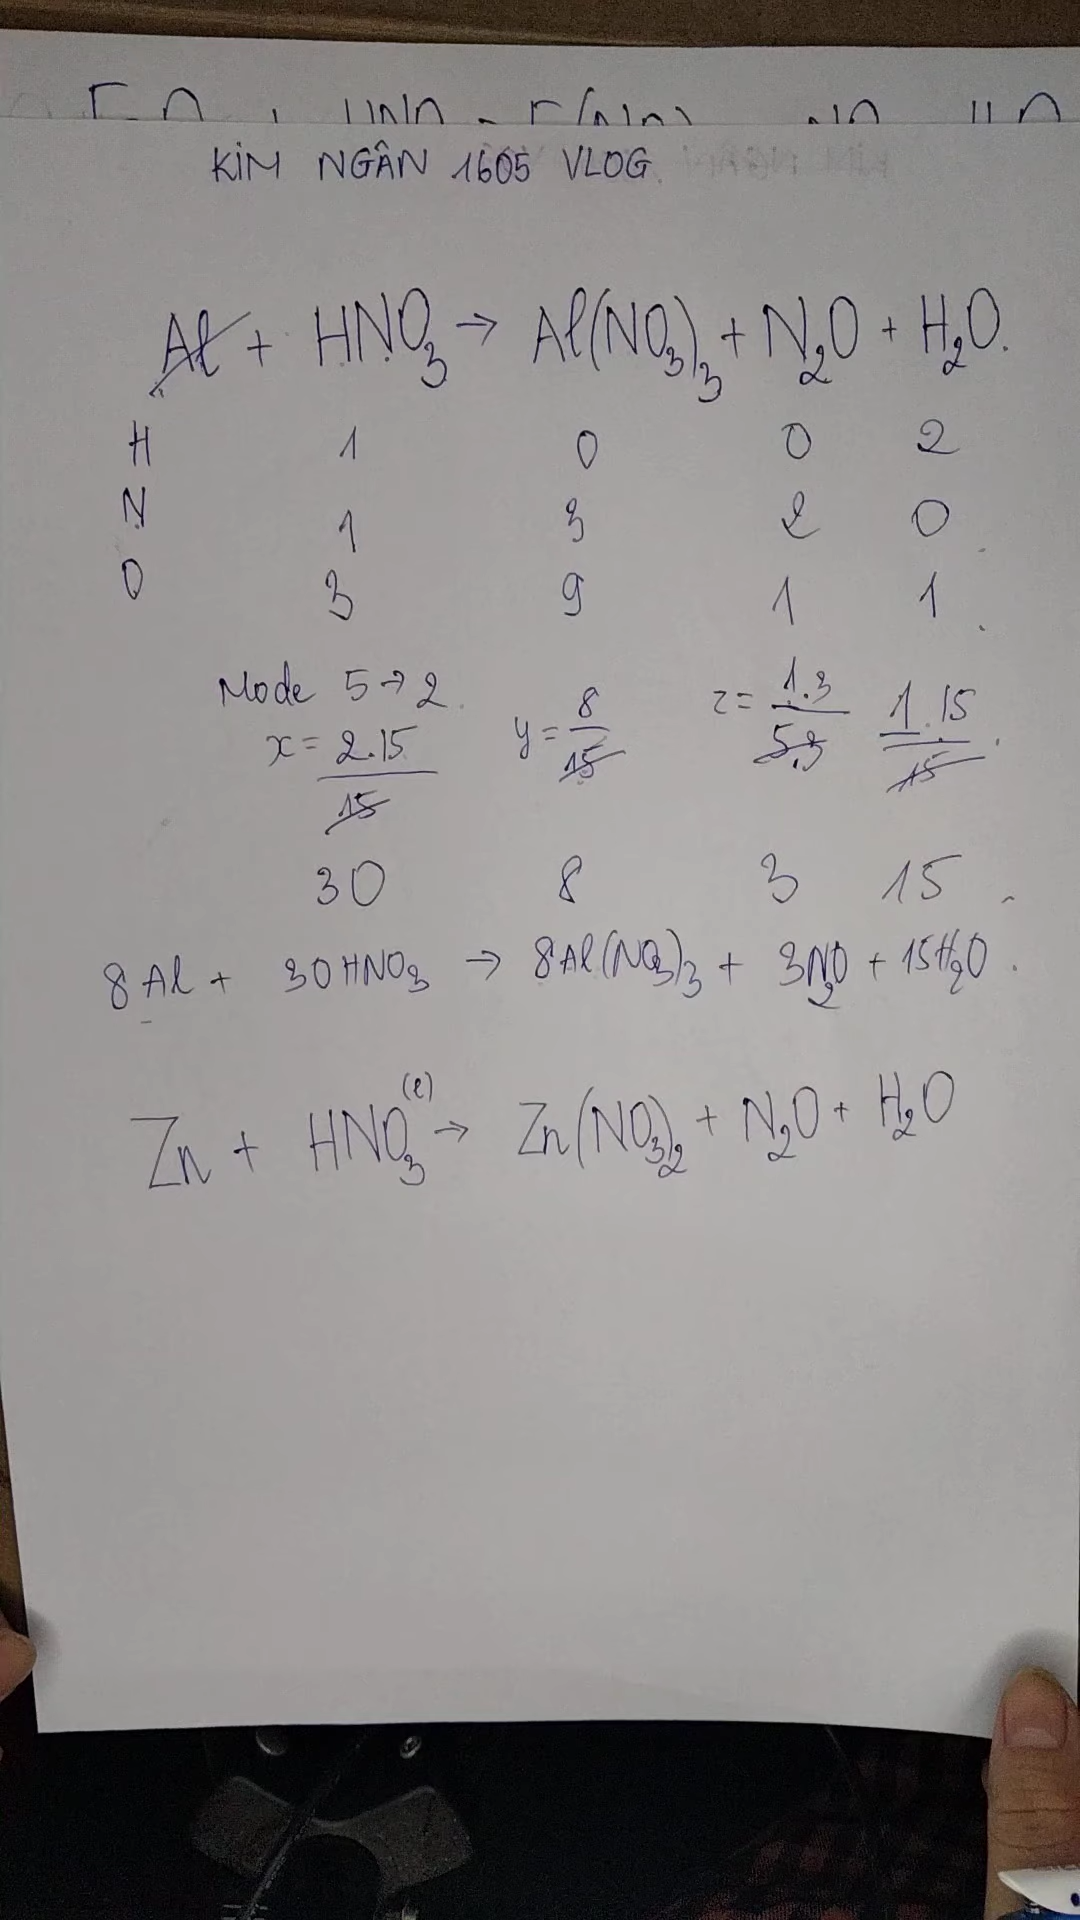 KIM NGÂN 1605 VLOG
Al + HNO3 → Al(NO3)3 + N2O + H2O.
H 1 0 0 2
N 1 3 2 0
O 3 9 1 1
Mode 5→2
x = 2.15/15 y = 8/15 z = 1.3/5.3 1.15/15
30 8 3 15
8Al + 30HNO3 → 8Al(NO3)3 + 3N2O + 15H2O.
Zn + HNO3(l) → Zn(NO3)2 + N2O + H2O